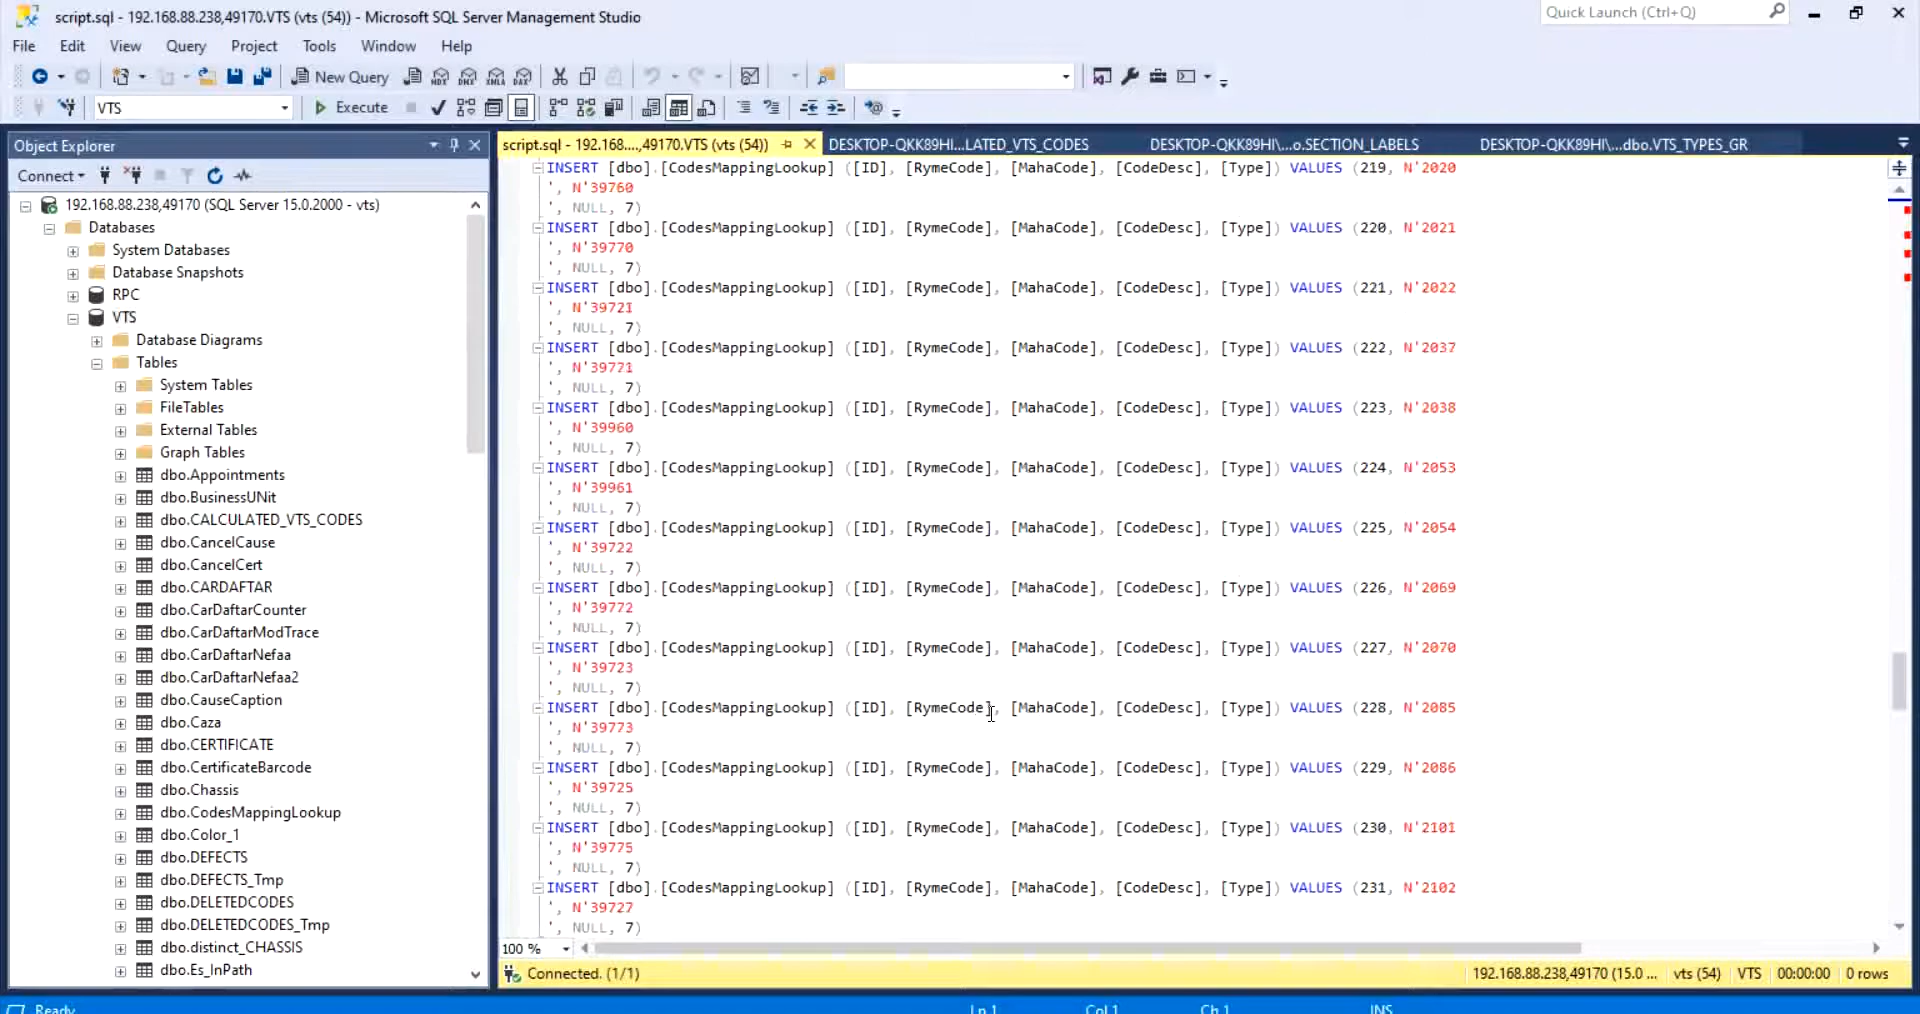 script.sql - 192.168.88.238,49170.VTS (vts (54)) - Microsoft SQL Server Management Studio
Quick Launch (Ctrl+Q)
File Edit View Query Project Tools Window Help
New Query
VTS
Execute
Object Explorer
Connect
192.168.88.238,49170 (SQL Server 15.0.2000 - vts)
Databases
System Databases
Database Snapshots
RPC
VTS
Database Diagrams
Tables
System Tables
FileTables
External Tables
Graph Tables
dbo.Appointments
dbo.BusinessUNit
dbo.CALCULATED_VTS_CODES
dbo.CancelCause
dbo.CancelCert
dbo.CARDAFTAR
dbo.CarDaftarCounter
dbo.CarDaftarModTrace
dbo.CarDaftarNefaa
dbo.CarDaftarNefaa2
dbo.CauseCaption
dbo.Caza
dbo.CERTIFICATE
dbo.CertificateBarcode
dbo.Chassis
dbo.CodesMappingLookup
dbo.Color_1
dbo.DEFECTS
dbo.DEFECTS_Tmp
dbo.DELETEDCODES
dbo.DELETEDCODES_Tmp
dbo.distinct_CHASSIS
dbo.Es_InPath
script.sql - 192.168....,49170.VTS (vts (54))
DESKTOP-QKK89HI...LATED_VTS_CODES
DESKTOP-QKK89HI\...o.SECTION_LABELS
DESKTOP-QKK89HI\...dbo.VTS_TYPES_GR
INSERT [dbo].[CodesMappingLookup] ([ID], [RymeCode], [MahaCode], [CodeDesc], [Type]) VALUES (219, N'2020
', N'39760
', NULL, 7)
INSERT [dbo].[CodesMappingLookup] ([ID], [RymeCode], [MahaCode], [CodeDesc], [Type]) VALUES (220, N'2021
', N'39770
', NULL, 7)
INSERT [dbo].[CodesMappingLookup] ([ID], [RymeCode], [MahaCode], [CodeDesc], [Type]) VALUES (221, N'2022
', N'39721
', NULL, 7)
INSERT [dbo].[CodesMappingLookup] ([ID], [RymeCode], [MahaCode], [CodeDesc], [Type]) VALUES (222, N'2037
', N'39771
', NULL, 7)
INSERT [dbo].[CodesMappingLookup] ([ID], [RymeCode], [MahaCode], [CodeDesc], [Type]) VALUES (223, N'2038
', N'39960
', NULL, 7)
INSERT [dbo].[CodesMappingLookup] ([ID], [RymeCode], [MahaCode], [CodeDesc], [Type]) VALUES (224, N'2053
', N'39961
', NULL, 7)
INSERT [dbo].[CodesMappingLookup] ([ID], [RymeCode], [MahaCode], [CodeDesc], [Type]) VALUES (225, N'2054
', N'39722
', NULL, 7)
INSERT [dbo].[CodesMappingLookup] ([ID], [RymeCode], [MahaCode], [CodeDesc], [Type]) VALUES (226, N'2069
', N'39772
', NULL, 7)
INSERT [dbo].[CodesMappingLookup] ([ID], [RymeCode], [MahaCode], [CodeDesc], [Type]) VALUES (227, N'2070
', N'39723
', NULL, 7)
INSERT [dbo].[CodesMappingLookup] ([ID], [RymeCode], [MahaCode], [CodeDesc], [Type]) VALUES (228, N'2085
', N'39773
', NULL, 7)
INSERT [dbo].[CodesMappingLookup] ([ID], [RymeCode], [MahaCode], [CodeDesc], [Type]) VALUES (229, N'2086
', N'39725
', NULL, 7)
INSERT [dbo].[CodesMappingLookup] ([ID], [RymeCode], [MahaCode], [CodeDesc], [Type]) VALUES (230, N'2101
', N'39775
', NULL, 7)
INSERT [dbo].[CodesMappingLookup] ([ID], [RymeCode], [MahaCode], [CodeDesc], [Type]) VALUES (231, N'2102
', N'39727
', NULL, 7)
100 %
Connected. (1/1)
192.168.88.238,49170 (15.0 ... vts (54) VTS 00:00:00 0 rows
Ready Ln 1 Col 1 Ch 1 INS